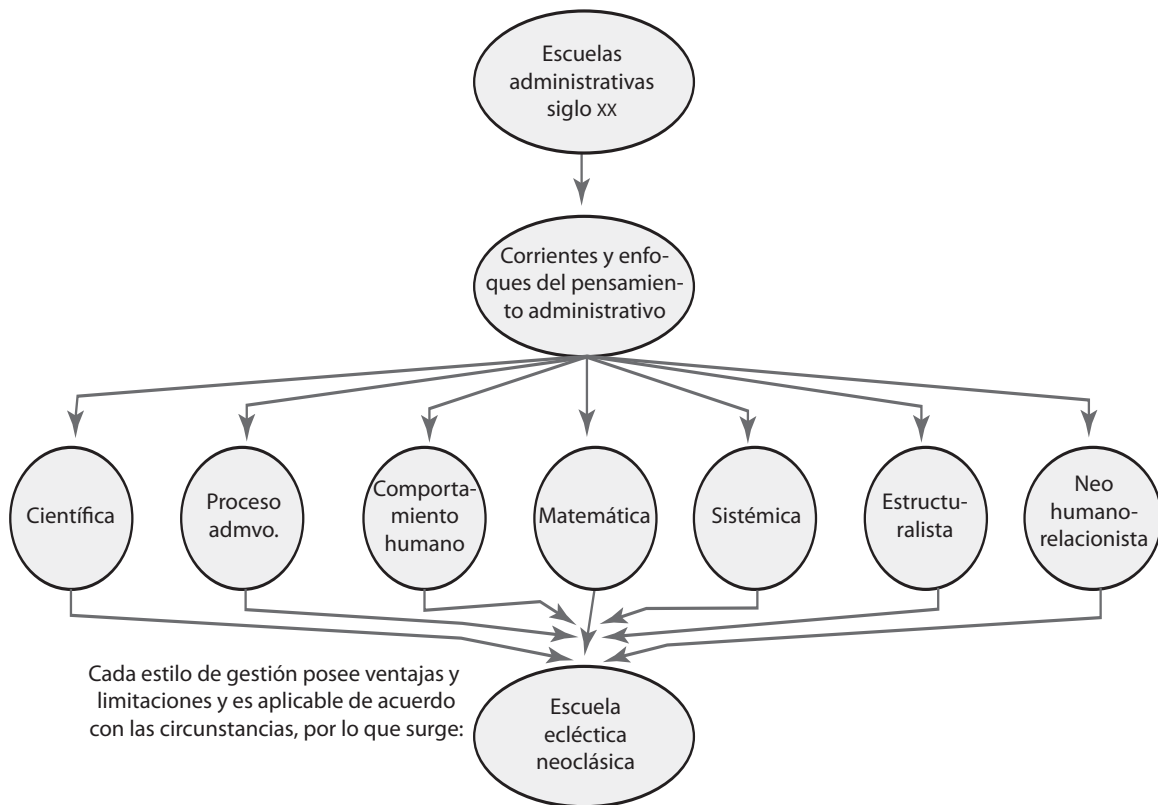 Escuelas
administrativas
siglo XX
Corrientes y enfo-
ques del pensamien-
to administrativo
Científica
Proceso
admvo.
Comporta-
miento
humano
Matemática
Sistémica
Estructu-
ralista
Neo
humano-
relacionista
Cada estilo de gestión posee ventajas y
limitaciones y es aplicable de acuerdo
con las circunstancias, por lo que surge:
Escuela
ecléctica
neoclásica